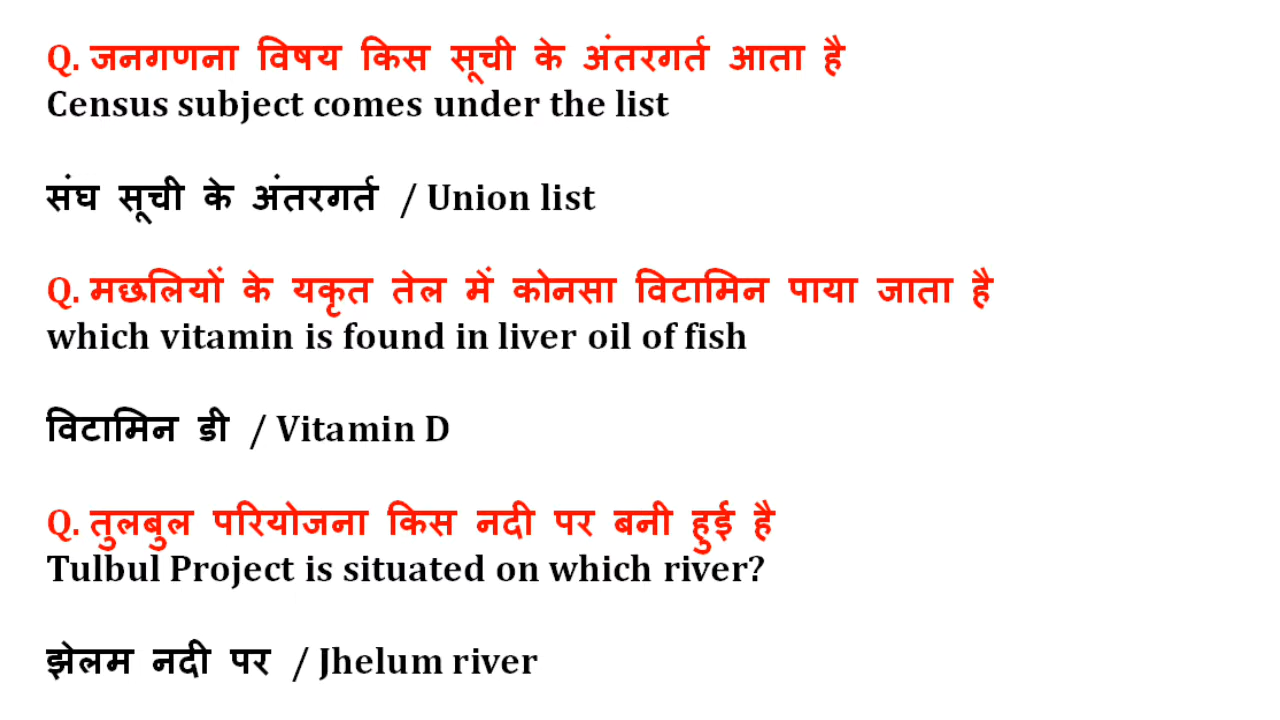 Q. जनगणना विषय किस सूची के अंतरगर्त आता है
Census subject comes under the list
संघ सूची के अंतरगर्त / Union list
Q. मछलियों के यकृत तेल में कोनसा विटामिन पाया जाता है
which vitamin is found in liver oil of fish
विटामिन डी / Vitamin D
Q. तुलबुल परियोजना किस नदी पर बनी हुई है
Tulbul Project is situated on which river?
झेलम नदी पर / Jhelum river